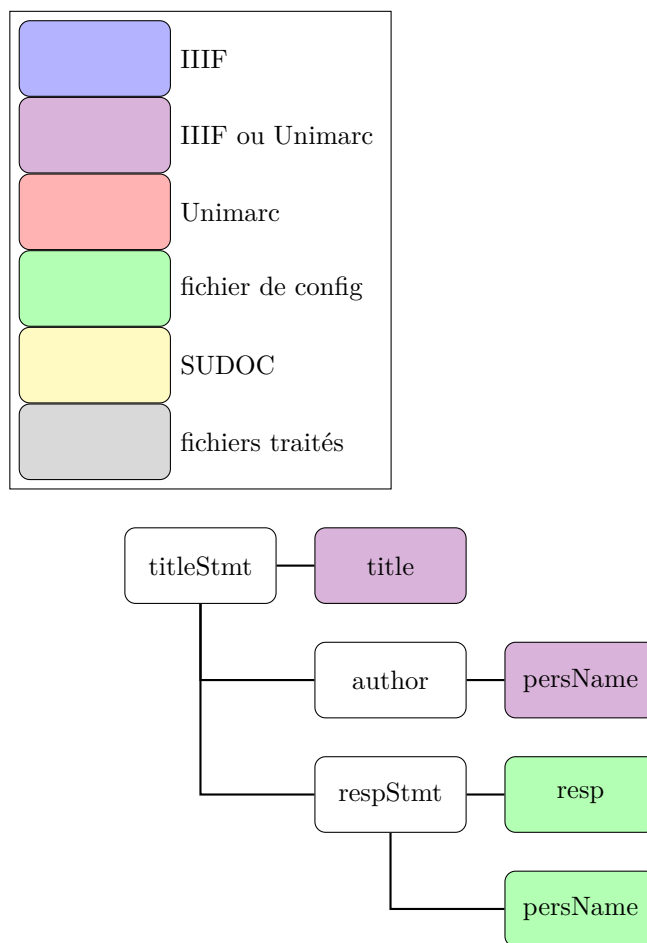 IIIF
IIIF ou Unimarc
Unimarc
fichier de config
SUDOC
fichiers traités
titleStmt
title
author
persName
respStmt
resp
persName